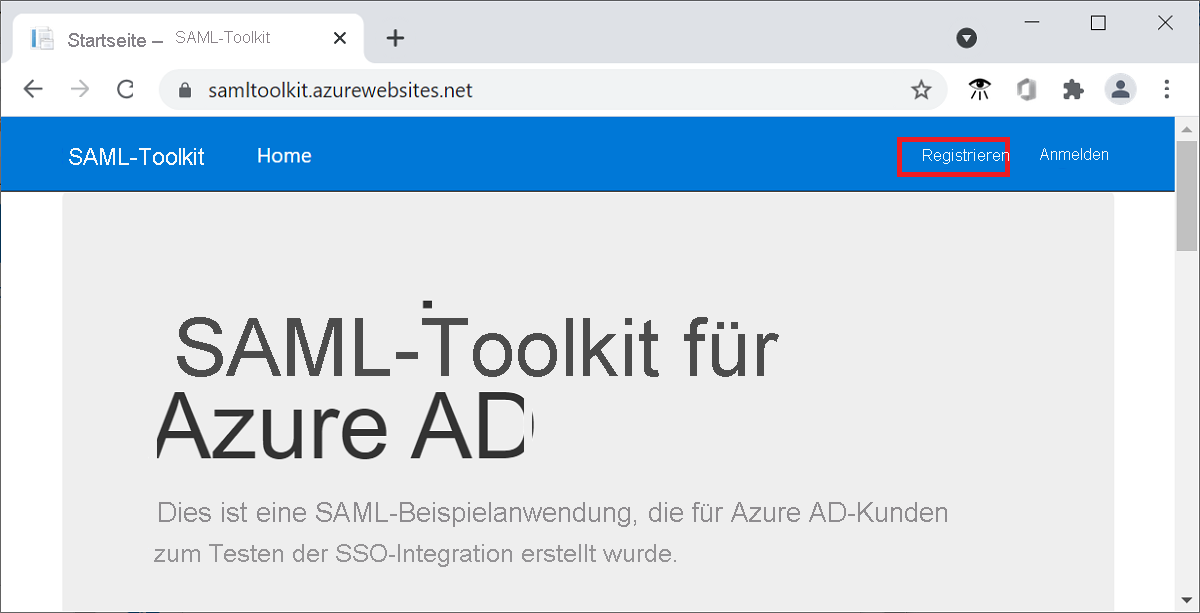 Startseite – SAML-Toolkit
samltoolkit.azurewebsites.net
SAML-Toolkit Home Registrieren Anmelden
SAML-Toolkit für
Azure AD
Dies ist eine SAML-Beispielanwendung, die für Azure AD-Kunden
zum Testen der SSO-Integration erstellt wurde.